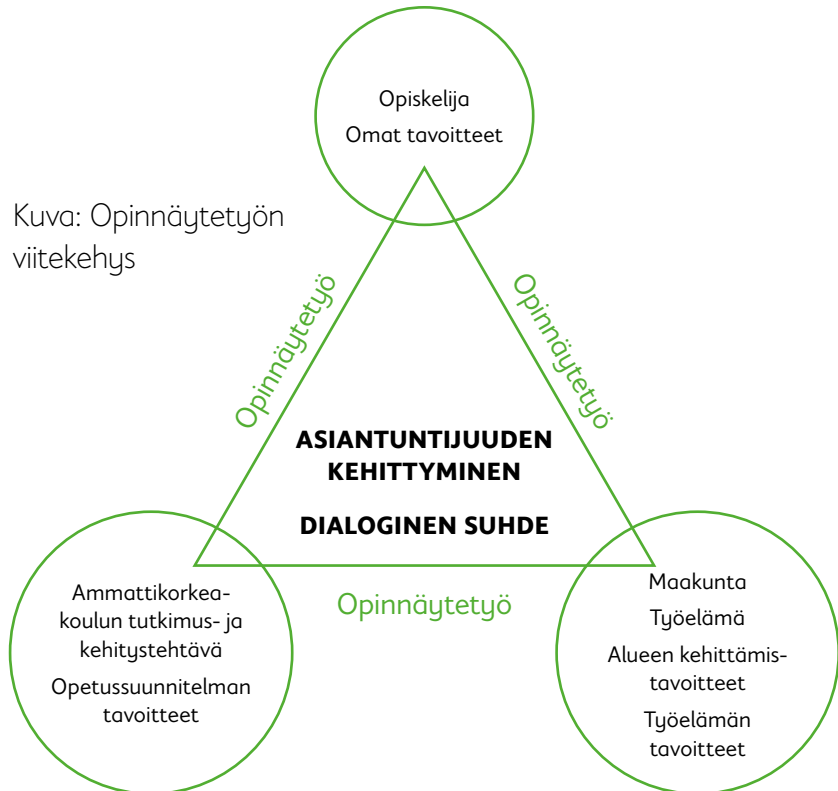 Opiskelija
Omat tavoitteet
Kuva: Opinnäytetyön
viitekehys
Opinnäytetyö
Opinnäytetyö
ASIANTUNTIJUUDEN
KEHITTYMINEN
DIALOGINEN SUHDE
Opinnäytetyö
Ammattikorkea-
koulun tutkimus- ja
kehitystehtävä
Opetussuunnitelman
tavoitteet
Maakunta
Työelämä
Alueen kehittämis-
tavoitteet
Työelämän
tavoitteet